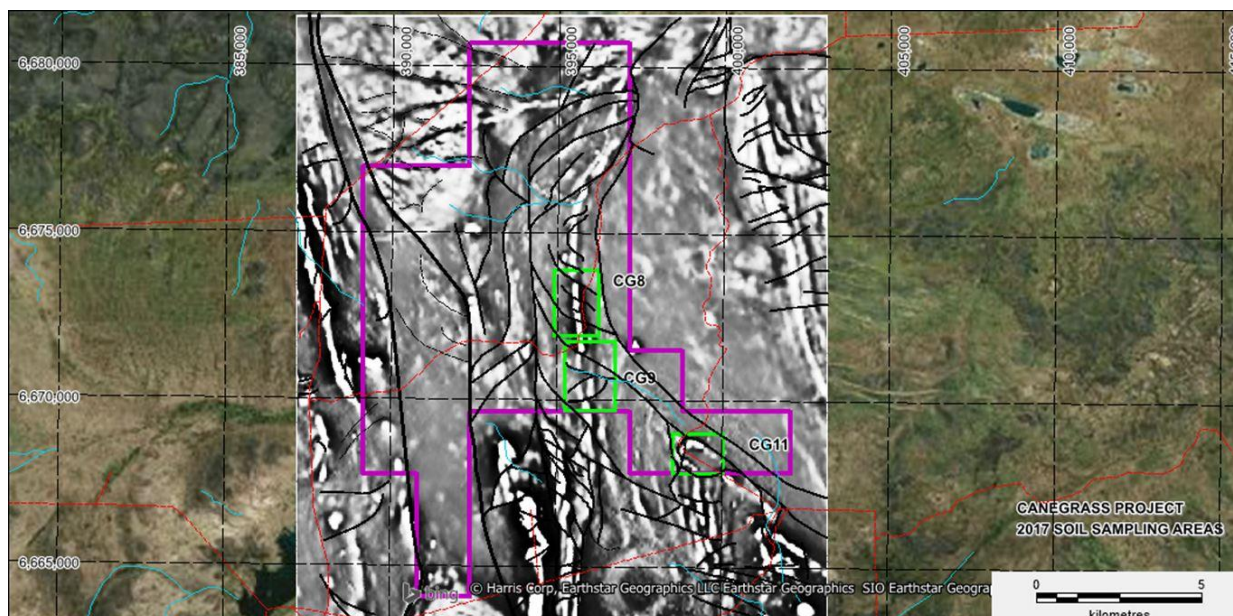 385,000
390,000
395,000
400,000
405,000
410,000
6,680,000
6,675,000
6,670,000
6,665,000
CG8
CG9
CG11
CANEGRASS PROJECT
2017 SOIL SAMPLING AREAS
bing
© Harris Corp, Earthstar Geographics LLC Earthstar Geographics SIO Earthstar Geograp
0 5
kilometres